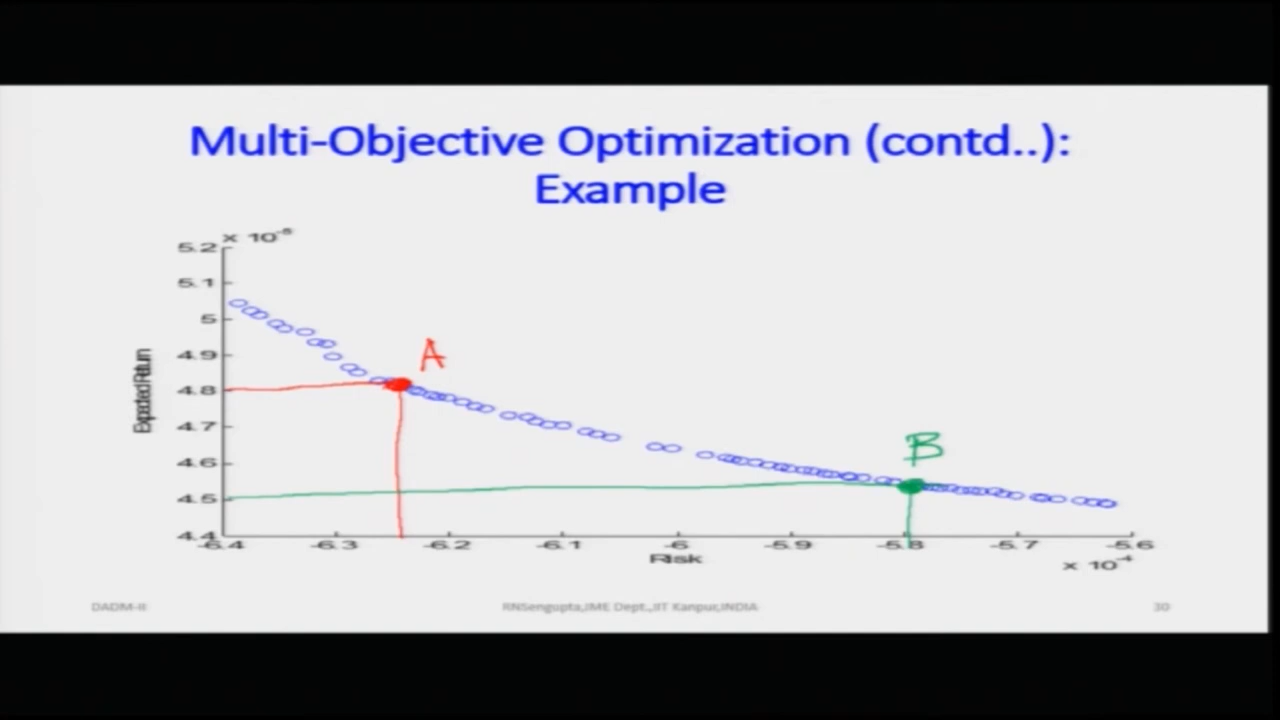 Multi-Objective Optimization (contd..):
Example
x 10⁻⁵
5.2
5.1
5
4.9
4.8
4.7
4.6
4.5
4.4
Expected Return
A
B
-6.4 -6.3 -6.2 -6.1 -6 -5.9 -5.8 -5.7 -5.6
Risk
x 10⁻⁴
DADM-II RNSengupta,IME Dept.,IIT Kanpur,INDIA 30